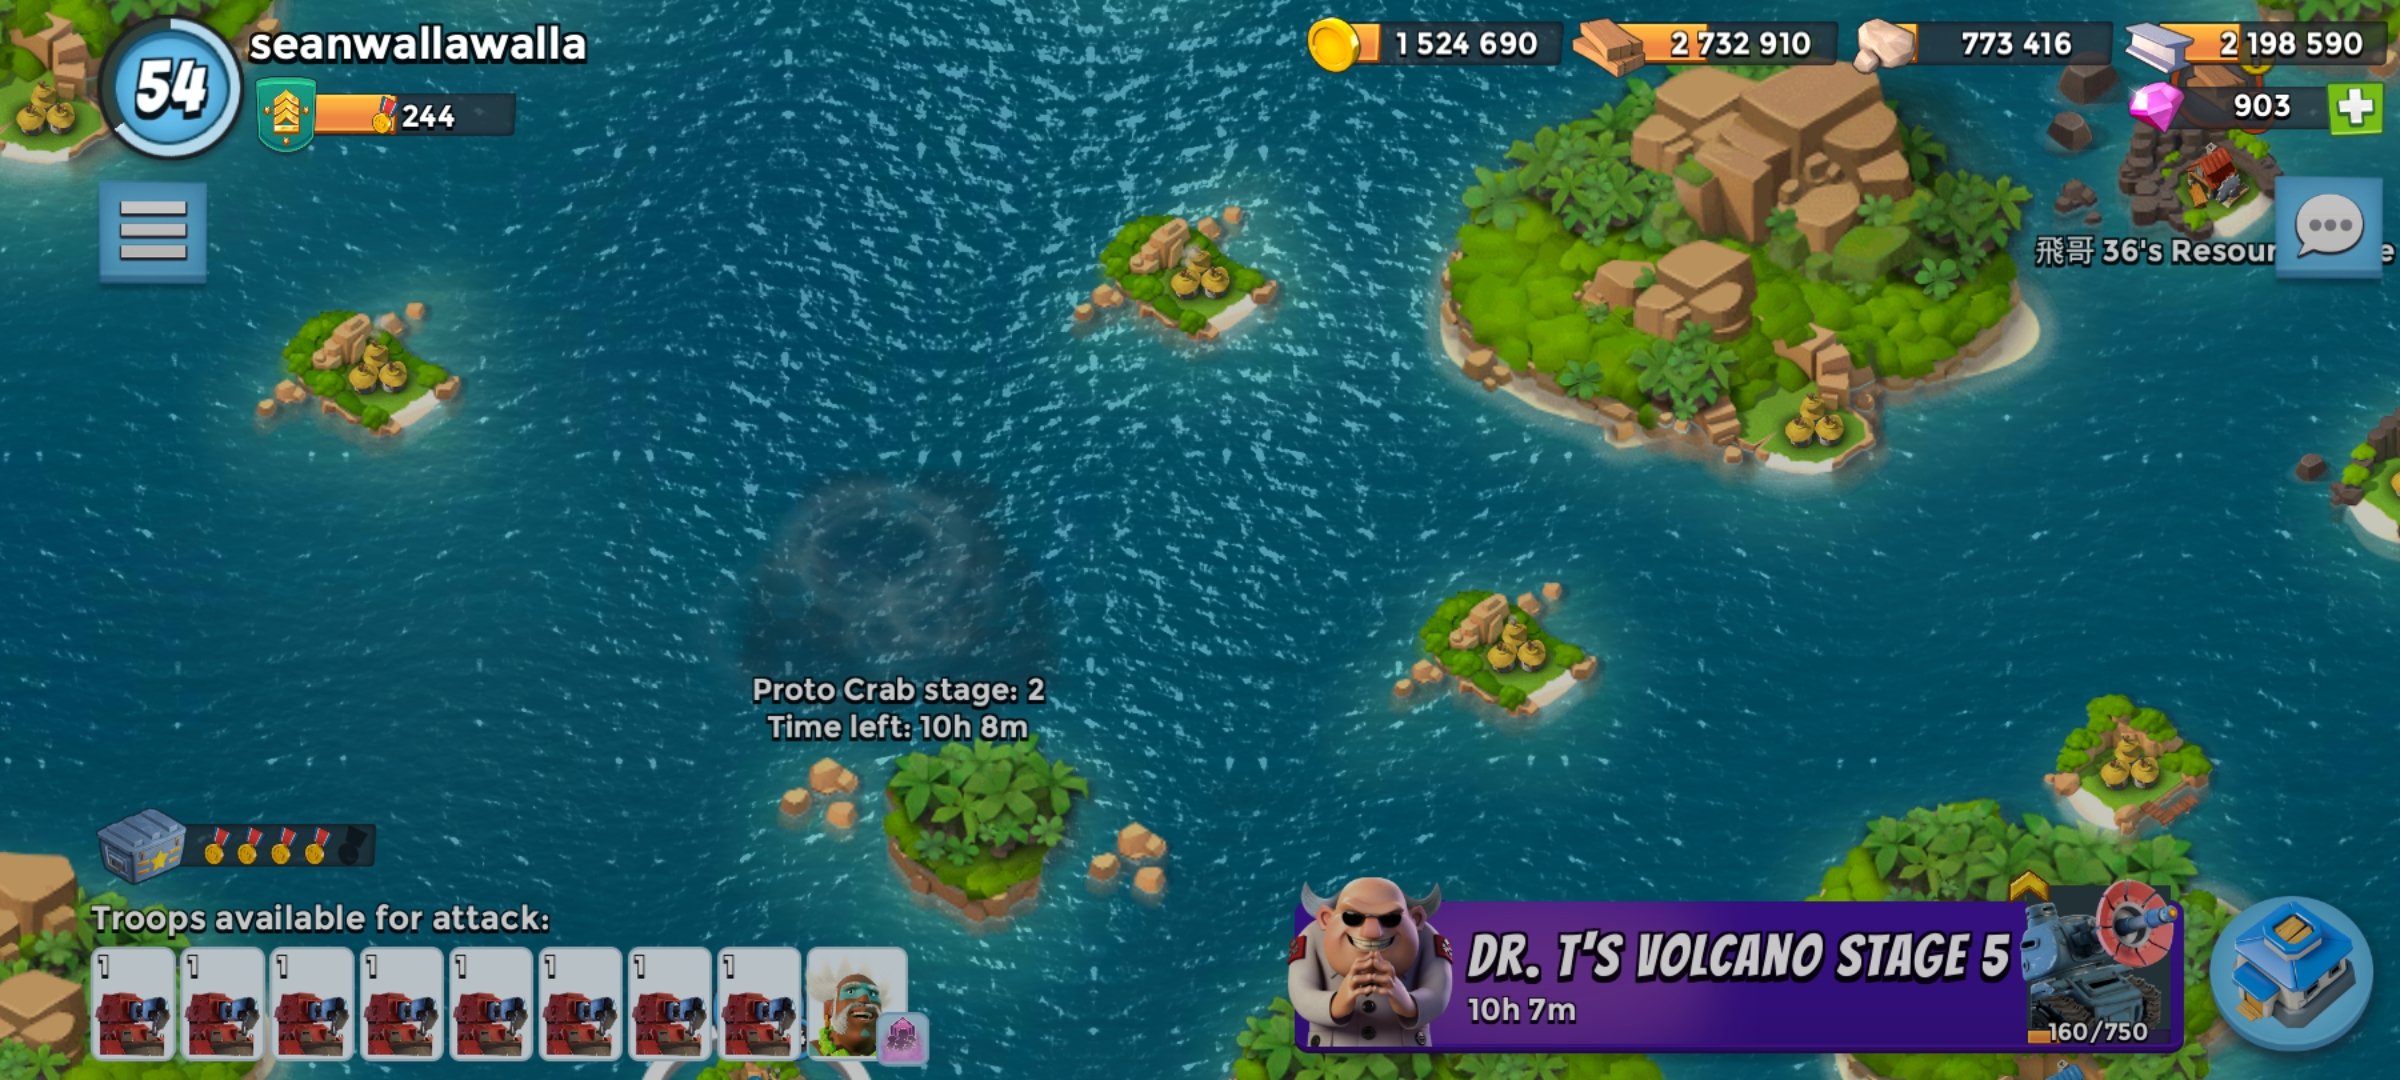 54
seanwallawalla
244
1 524 690
2 732 910
773 416
2 198 590
903
飛哥 36's Resour
Proto Crab stage: 2
Time left: 10h 8m
Troops available for attack:
1 1 1 1 1 1 1 1
DR. T'S VOLCANO STAGE 5
10h 7m
160/750